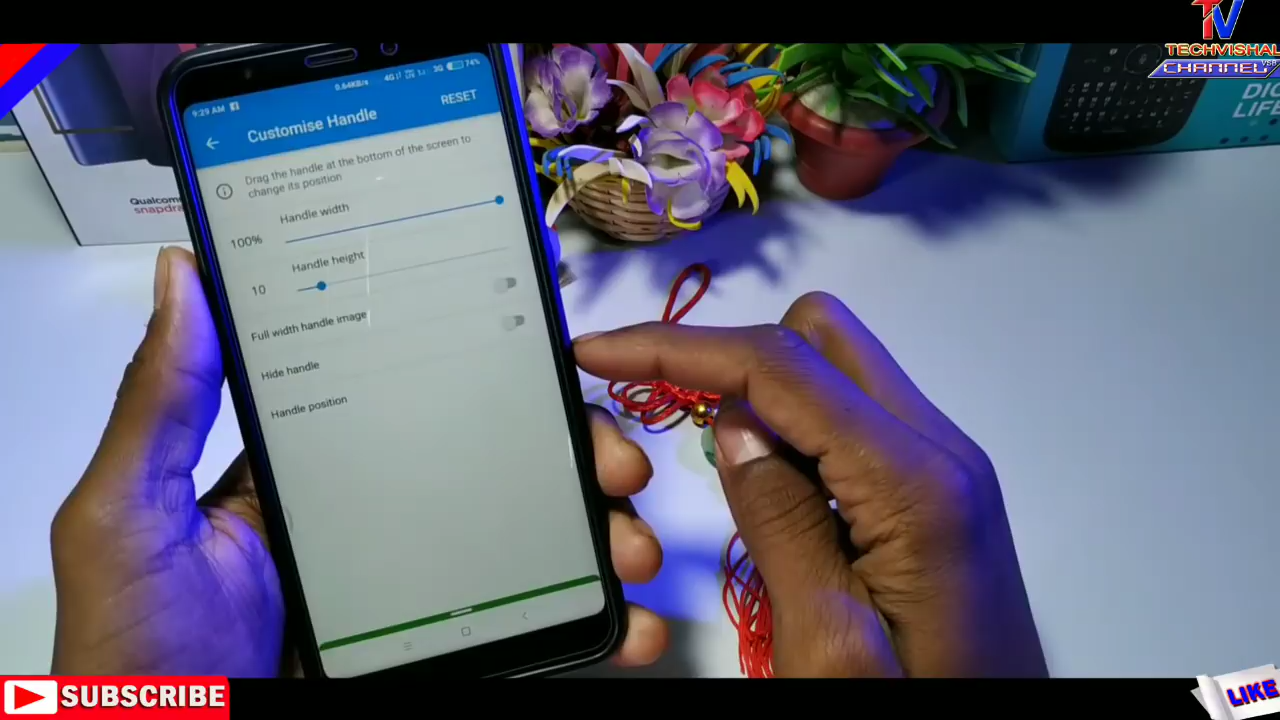 TV
TECHVISHAL
VSB
CHANNEL
DIG
LIFE
Qualcomm
snapdra
9:29 AM
0.64KB/s
4G
3G
74%
Customise Handle
RESET
Drag the handle at the bottom of the screen to
change its position
Handle width
100%
Handle height
10
Full width handle image
Hide handle
Handle position
SUBSCRIBE
LIKE